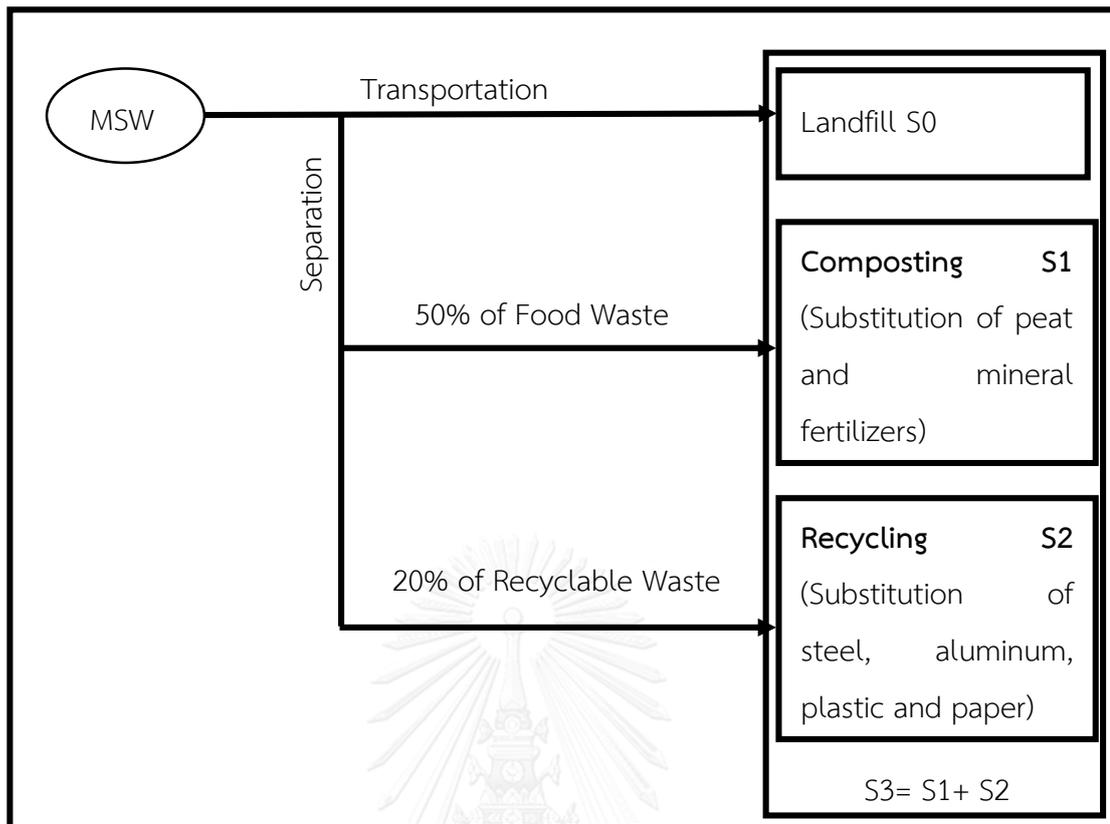 Transportation
MSW
Landfill S0
Separation
Composting S1
(Substitution of peat
and mineral
fertilizers)
50% of Food Waste
Recycling S2
(Substitution of
steel, aluminum,
plastic and paper)
20% of Recyclable Waste
S3= S1+ S2